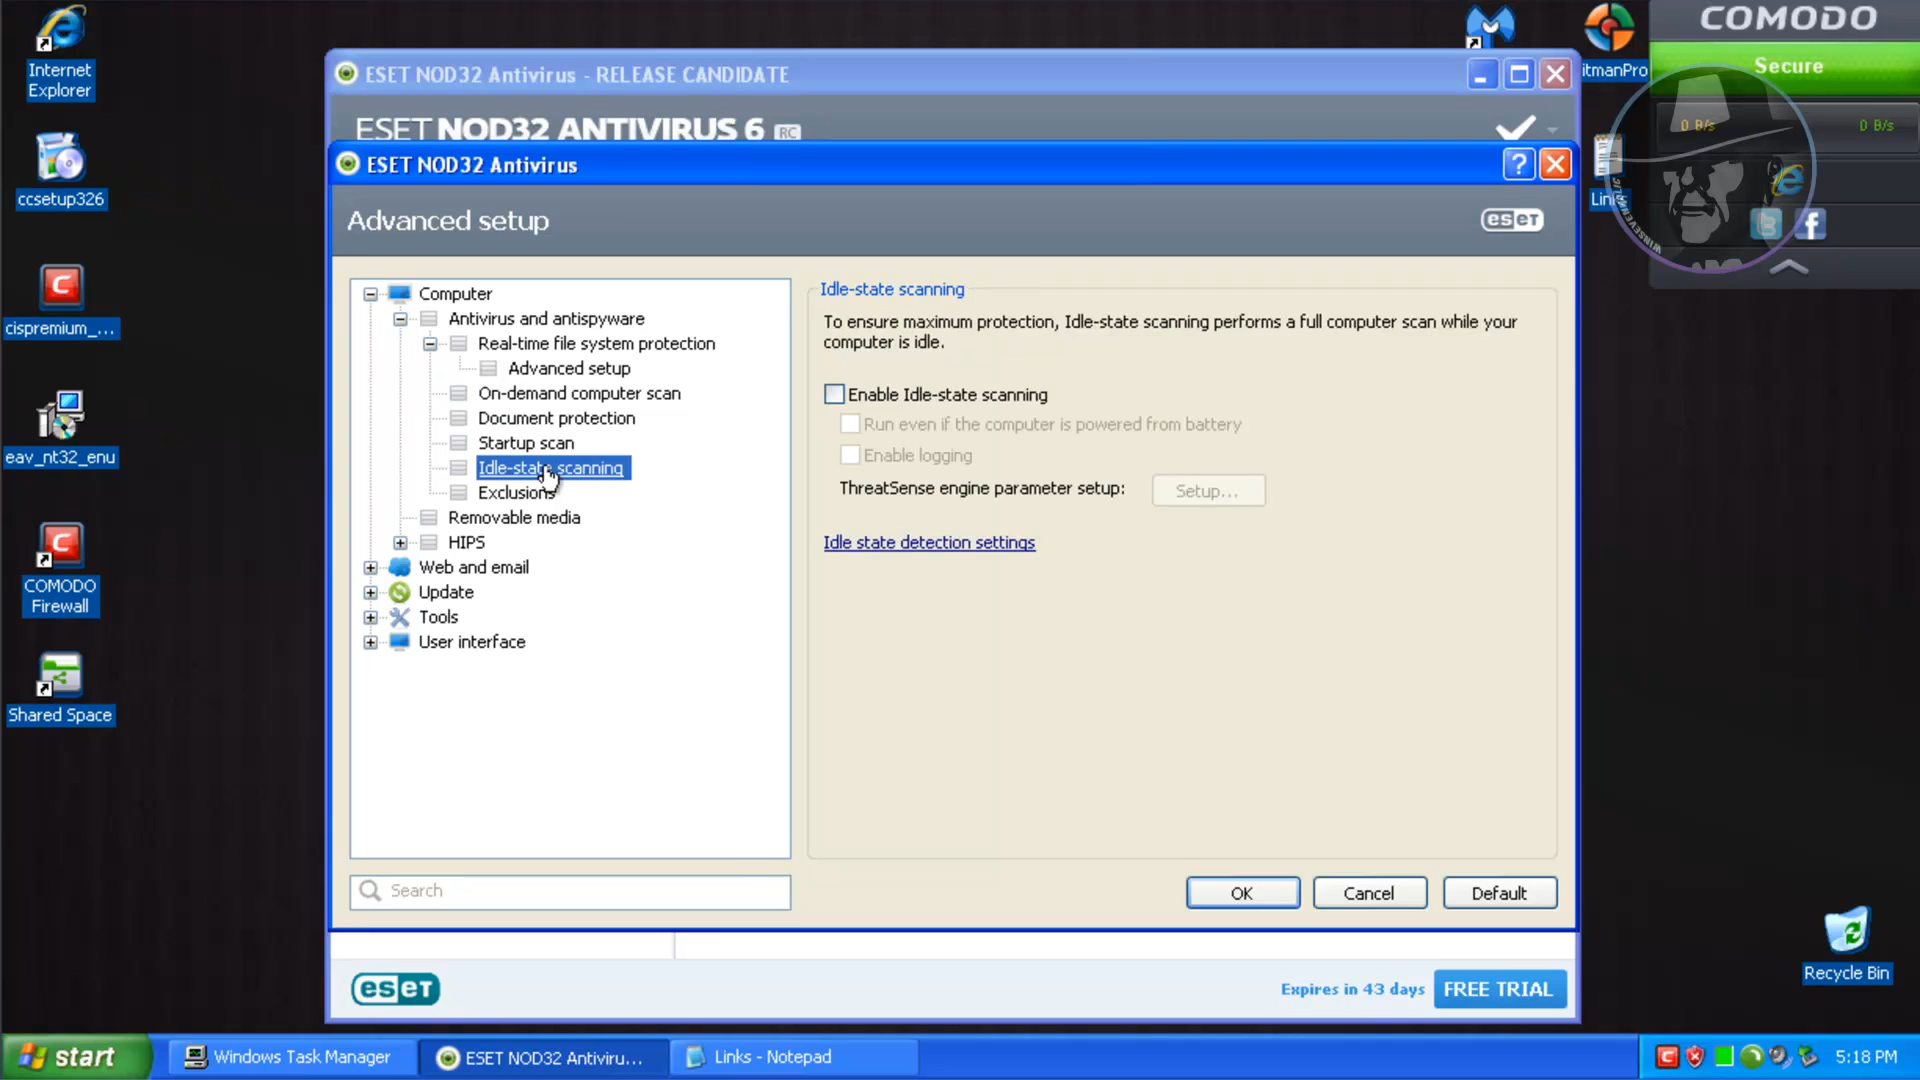 Internet
Explorer
ccsetup326
cispremium_...
eav_nt32_enu
COMODO
Firewall
Shared Space
ESET NOD32 Antivirus - RELEASE CANDIDATE
ESET NOD32 ANTIVIRUS 6 RC
ESET NOD32 Antivirus
?
Advanced setup
eset
Computer
Antivirus and antispyware
Real-time file system protection
Advanced setup
On-demand computer scan
Document protection
Startup scan
Idle-state scanning
Exclusions
Removable media
HIPS
Web and email
Update
Tools
User interface
Search
Idle-state scanning
To ensure maximum protection, Idle-state scanning performs a full computer scan while your
computer is idle.
Enable Idle-state scanning
Run even if the computer is powered from battery
Enable logging
ThreatSense engine parameter setup:
Setup...
Idle state detection settings
OK
Cancel
Default
eset
Expires in 43 days
FREE TRIAL
itmanPro
COMODO
Secure
0 B/s
0 B/s
Recycle Bin
start
Windows Task Manager
ESET NOD32 Antiviru...
Links - Notepad
5:18 PM